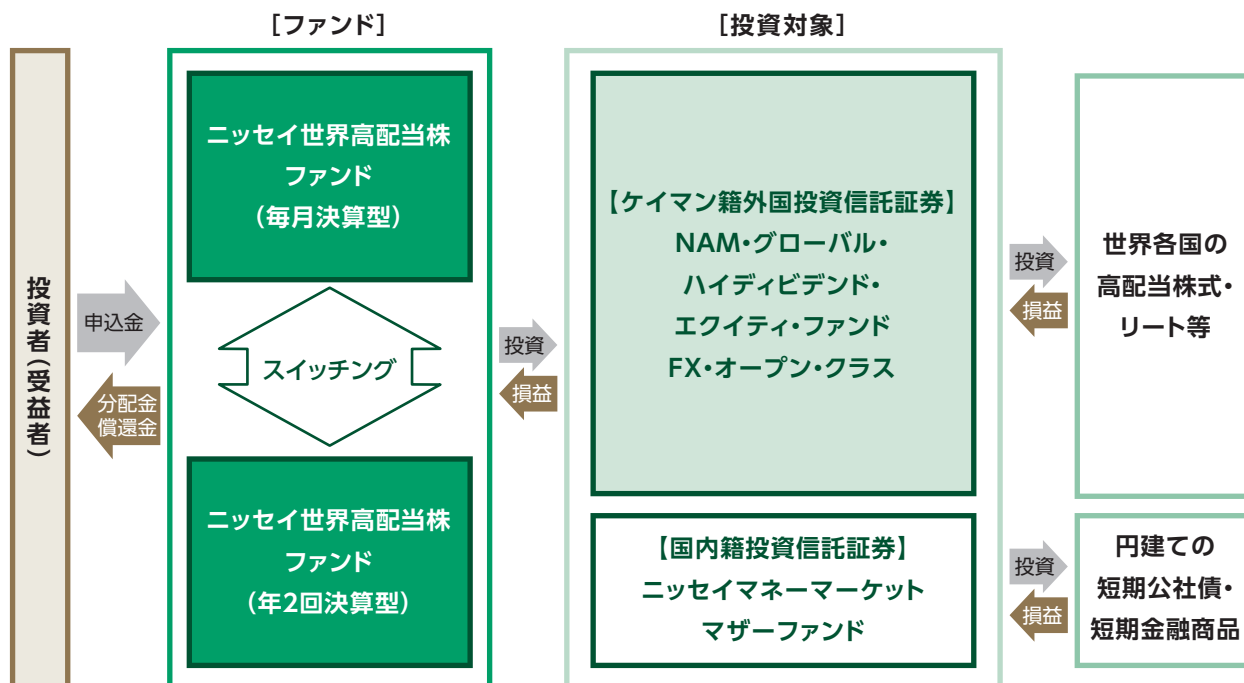 ［ファンド］
［投資対象］
投資者（受益者）
申込金
分配金
償還金
ニッセイ世界高配当株
ファンド
（毎月決算型）
スイッチング
ニッセイ世界高配当株
ファンド
（年2回決算型）
投資
損益
【ケイマン籍外国投資信託証券】
NAM・グローバル・
ハイディビデンド・
エクイティ・ファンド
FX・オープン・クラス
【国内籍投資信託証券】
ニッセイマネーマーケット
マザーファンド
投資
損益
世界各国の
高配当株式・
リート等
投資
損益
円建ての
短期公社債・
短期金融商品